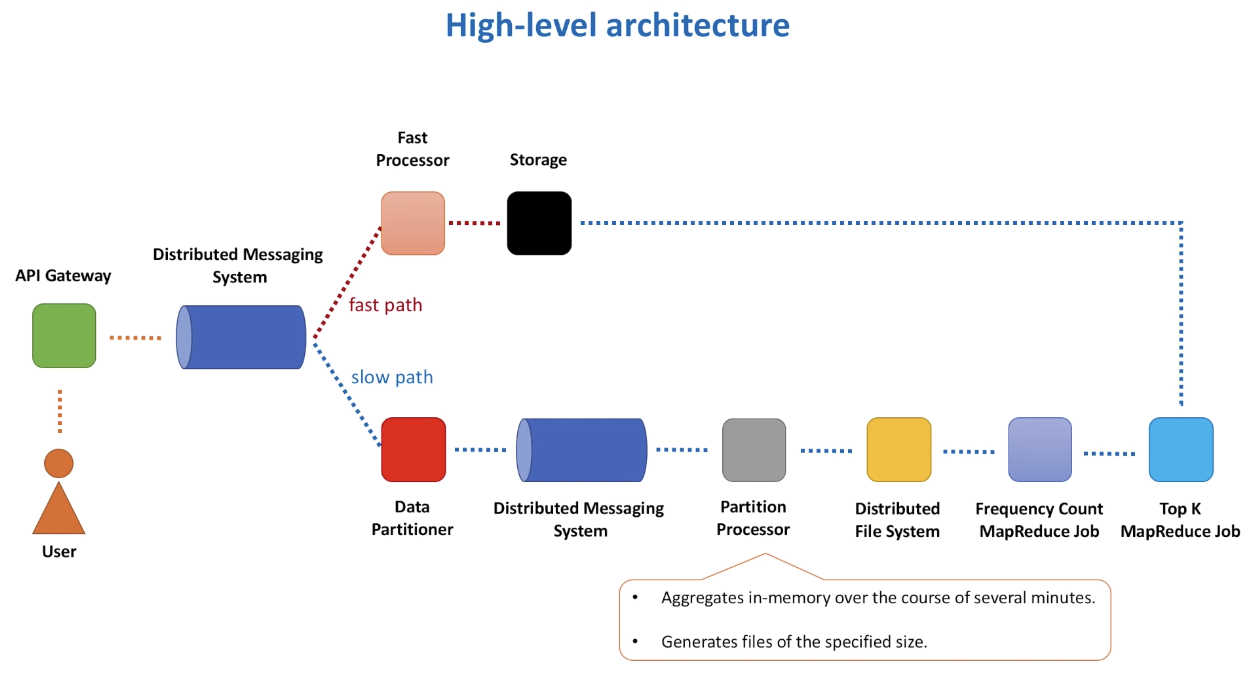 High-level architecture
Fast
Processor
Storage
Distributed Messaging
System
API Gateway
fast path
slow path
User
Data
Partitioner
Distributed Messaging
System
Partition
Processor
Distributed
File System
Frequency Count
MapReduce Job
Top K
MapReduce Job
• Aggregates in-memory over the course of several minutes.
• Generates files of the specified size.